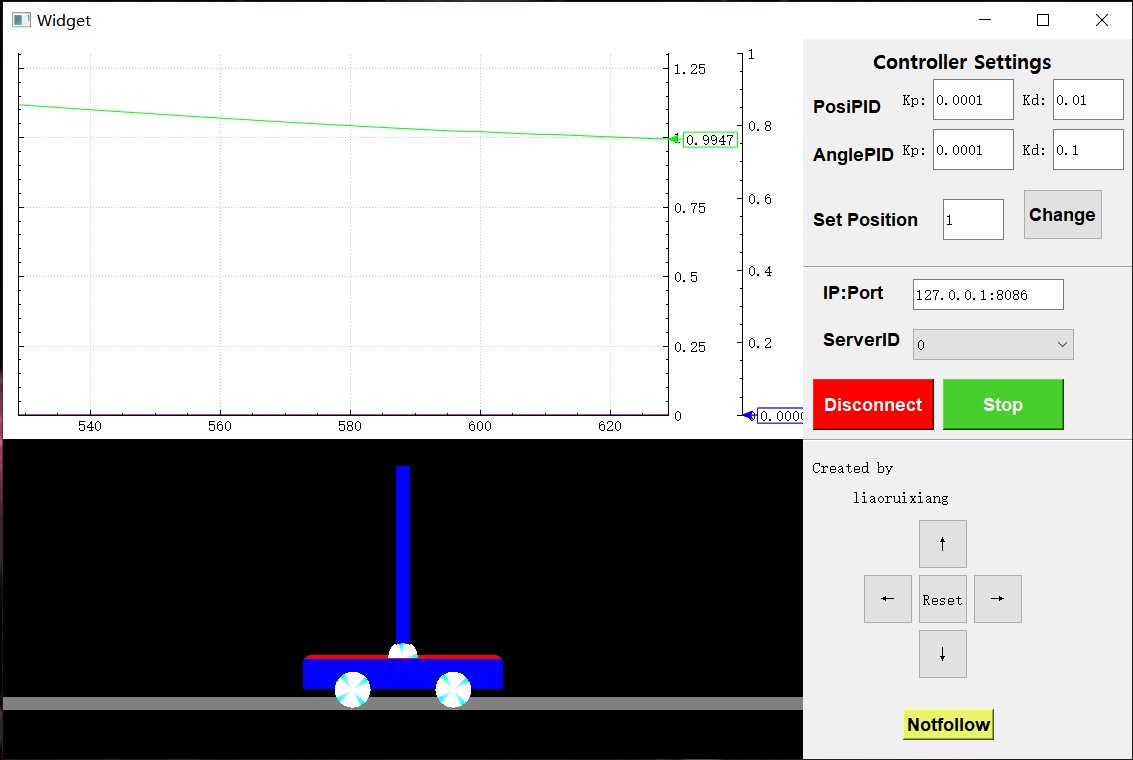 Widget
1.25
1
0.9947
0.75
0.5
0.25
0
1
0.8
0.6
0.4
0.2
0.000
540
560
580
600
620
Controller Settings
PosiPID Kp: 0.0001 Kd: 0.01
AnglePID Kp: 0.0001 Kd: 0.1
Set Position 1 Change
IP:Port 127.0.0.1:8086
ServerID 0
Disconnect Stop
Created by
liaoruixiang
↑
← Reset →
↓
Notfollow